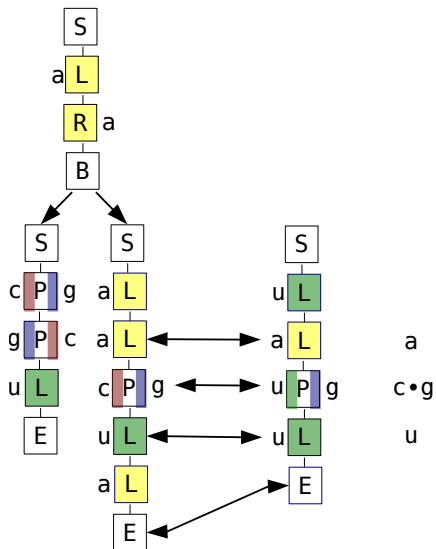 S
a L
R a
B
S S S
c P g a L u L
g P c a L a L a
u L c P g u P g c•g
E u L u L u
a L E
E